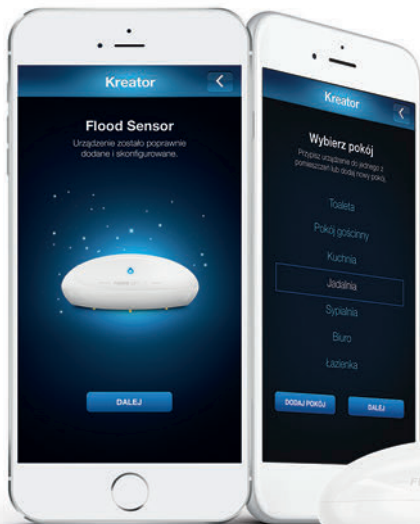 Kreator
Flood Sensor
Urządzenie zostało poprawnie
dodane i skonfigurowane.
DALEJ
Kreator
Wybierz pokój
Przypisz urządzenie do jednego z
pomieszczeń lub dodaj nowy pokój.
Toaleta
Pokój gościnny
Kuchnia
Jadalnia
Sypialnia
Biuro
Łazienka
DODAJ POKÓJ
DALEJ